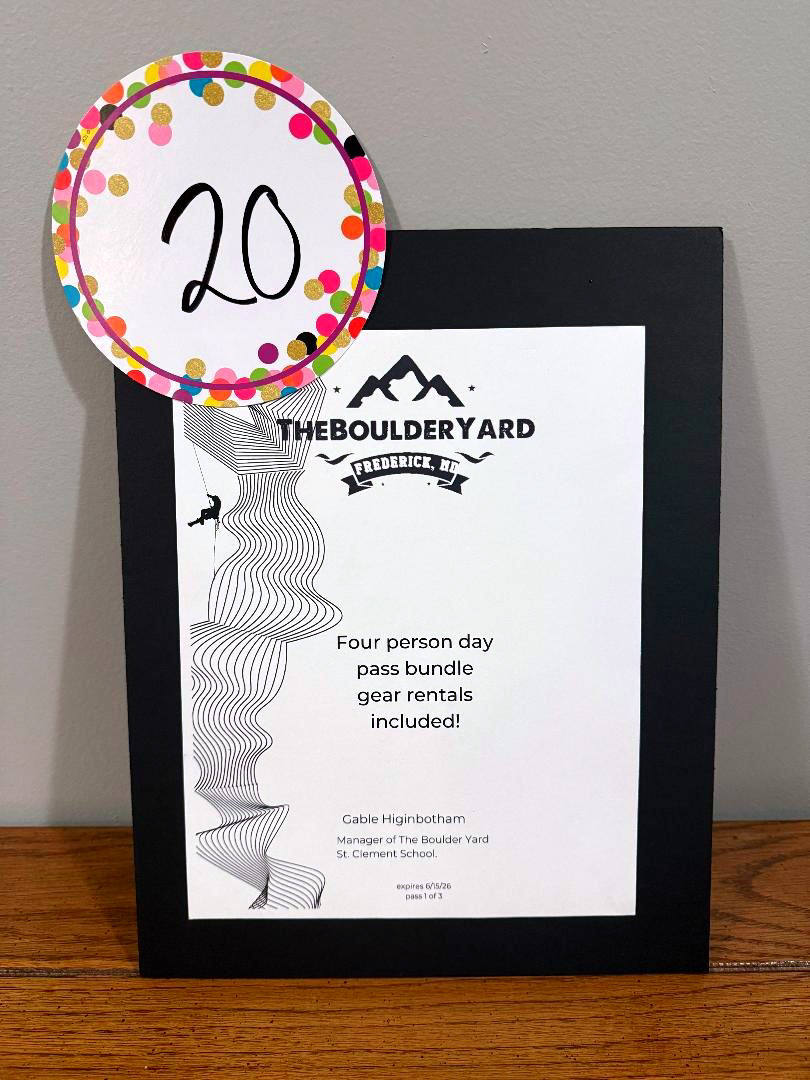 20
THEBOULDERYARD
FREDERICK, MD
Four person day
pass bundle
gear rentals
included!
Gable Higinbotham
Manager of The Boulder Yard
St. Clement School.
expires 6/15/26
pass 1 of 3